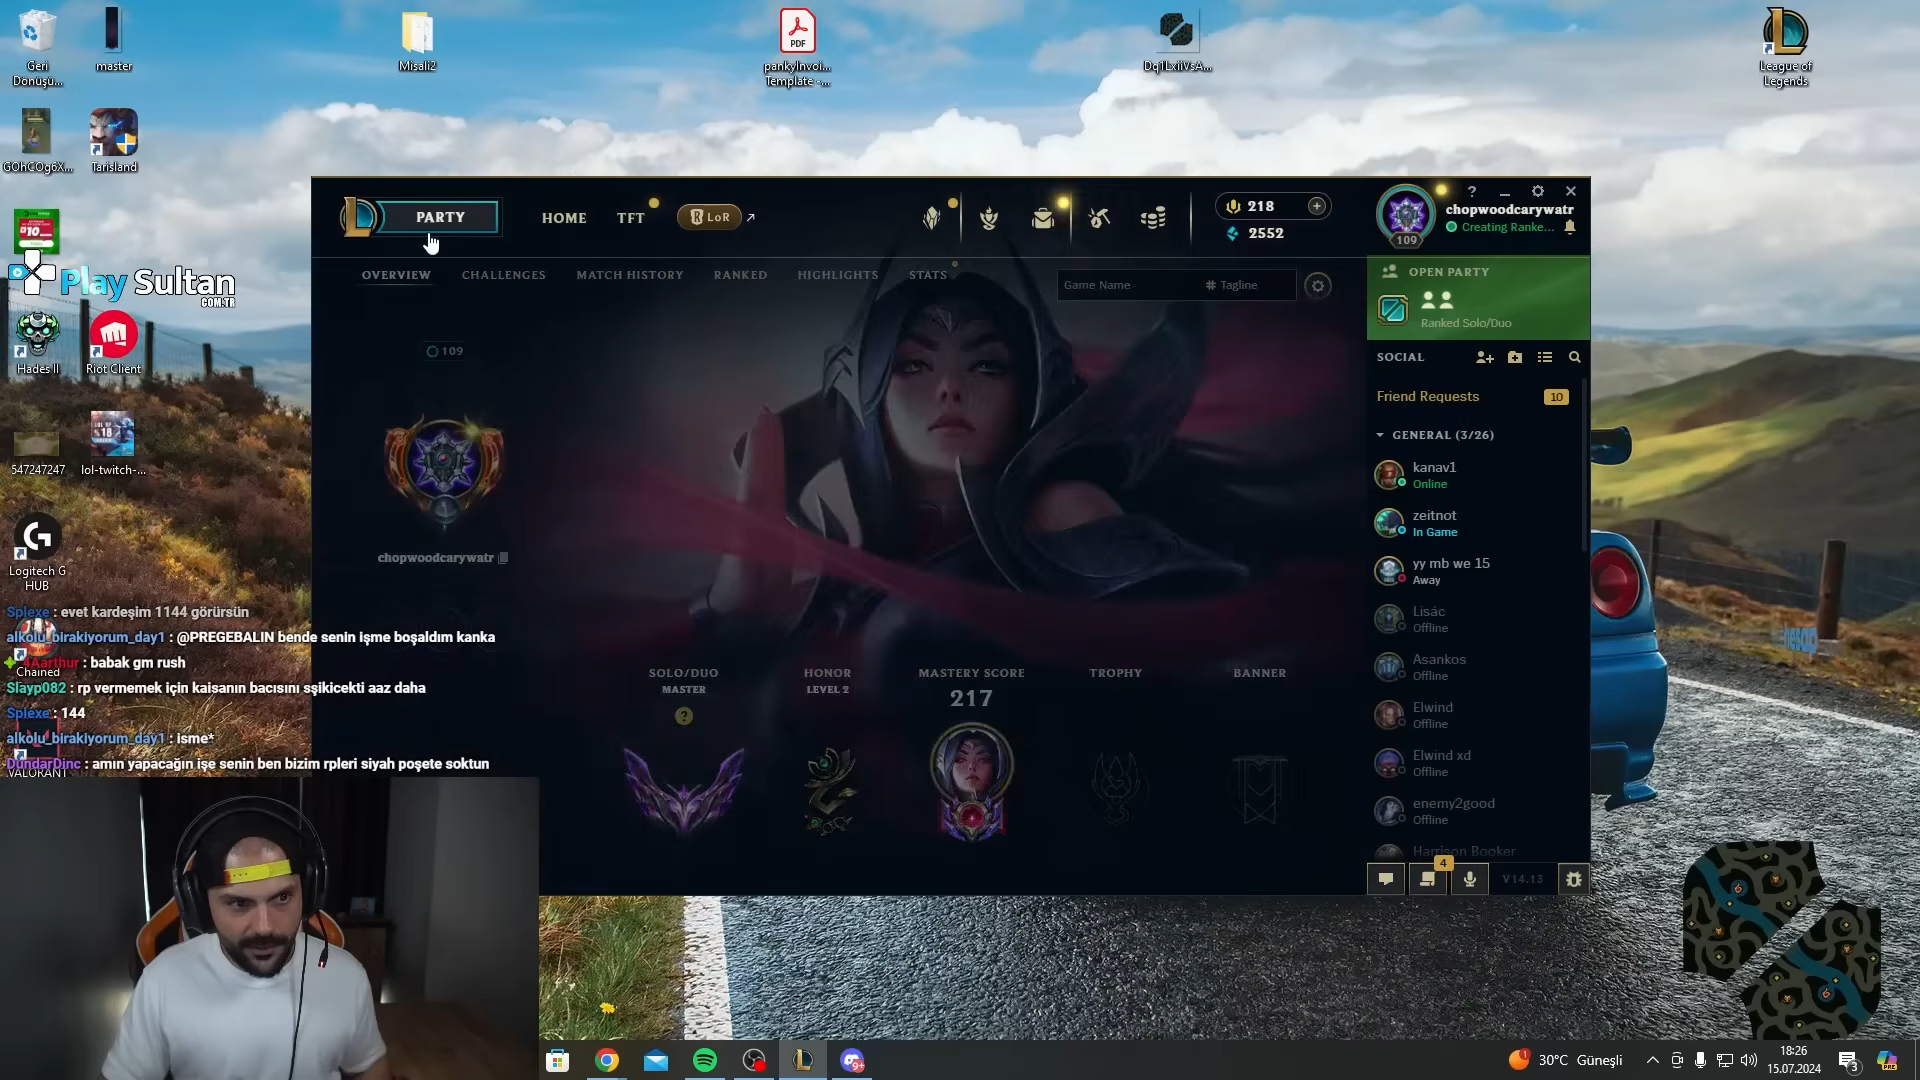 Geri
Dönüşü...
master
Misali2
PDF
pankyInvoi...
Template -...
League of
Legends
GOhCOg6X...
Tarisland
PARTY
HOME
TFT
LoR
218
2552
109
chopwoodcarywatr
Creating Ranke...
OVERVIEW
CHALLENGES
MATCH HISTORY
RANKED
HIGHLIGHTS
STATS
Game Name
# Tagline
OPEN PARTY
Ranked Solo/Duo
Play Sultan
COM.TR
Hades II
Riot Client
109
SOCIAL
Friend Requests
10
GENERAL (3/26)
kanav1
Online
zeitnot
In Game
yy mb we 15
Away
Lisác
Offline
Asankos
Offline
Elwind
Offline
Elwind xd
Offline
enemy2good
Offline
Harrison Booker
547247247
lol-twitch-...
Logitech G
HUB
chopwoodcarywatr
Spiexe : evet kardeşim 1144 görürsün
alkolu_birakiyorum_day1 : @PREGEBALIN bende senin işme boşaldım kanka
4Aarthur : babak gm rush
Chained
Slayp082 : rp vermemek için kaisanın bacısını sşikicekti aaz daha
Spiexe : 144
alkolu_birakiyorum_day1 : isme*
DundarDinc : amın yapacağın işe senin ben bizim rpleri siyah poşete soktun
VALORANT
SOLO/DUO
MASTER
?
HONOR
LEVEL 2
MASTERY SCORE
217
TROPHY
BANNER
4
V14.13
9+
30°C Güneşli
18:26
15.07.2024
3